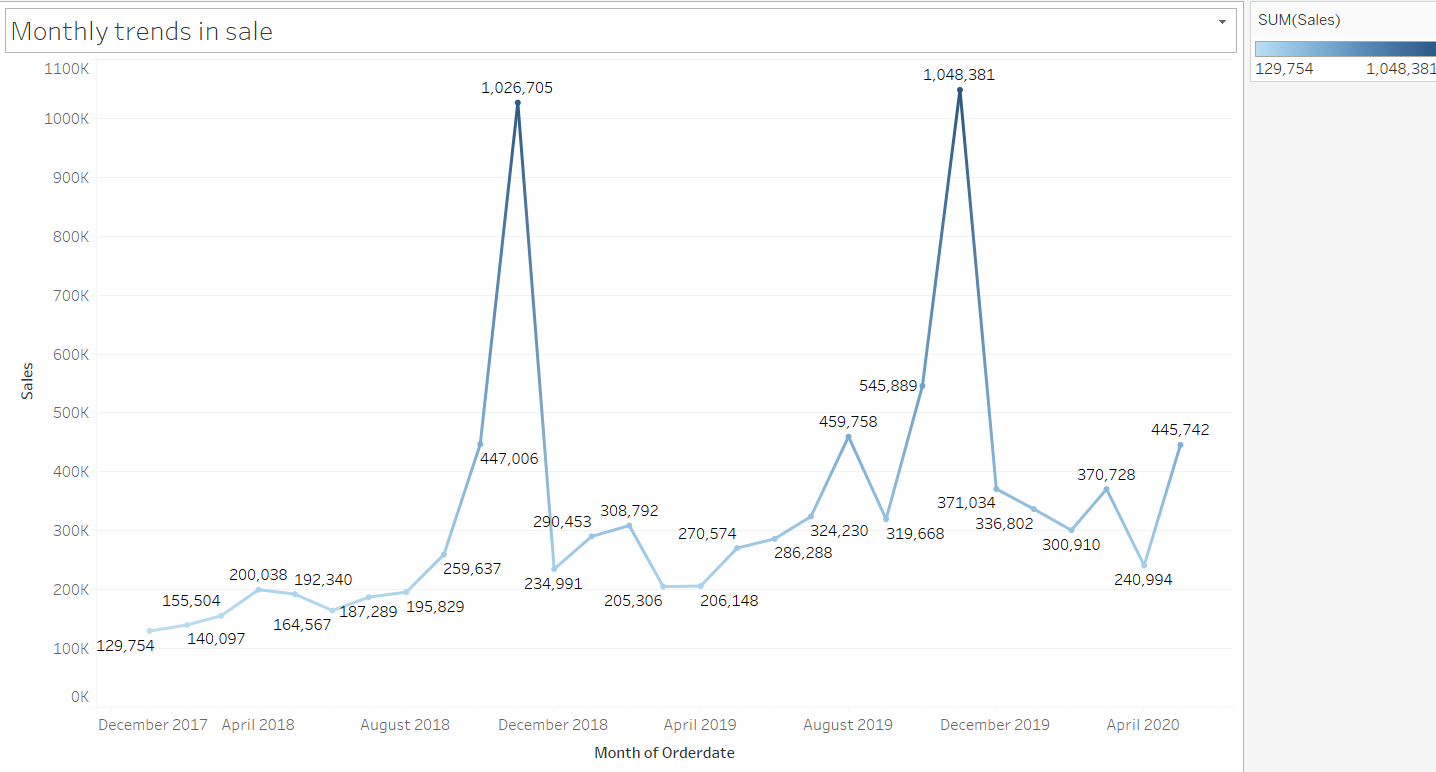 Monthly trends in sale
SUM(Sales)
129,754 1,048,381
1100K
1000K
900K
800K
700K
600K
500K
400K
300K
200K
100K
0K
Sales
129,754
140,097
155,504
200,038
192,340
164,567
187,289
195,829
259,637
447,006
1,026,705
234,991
290,453
308,792
205,306
206,148
270,574
286,288
324,230
459,758
319,668
545,889
1,048,381
371,034
336,802
300,910
370,728
240,994
445,742
December 2017 April 2018 August 2018 December 2018 April 2019 August 2019 December 2019 April 2020
Month of Orderdate